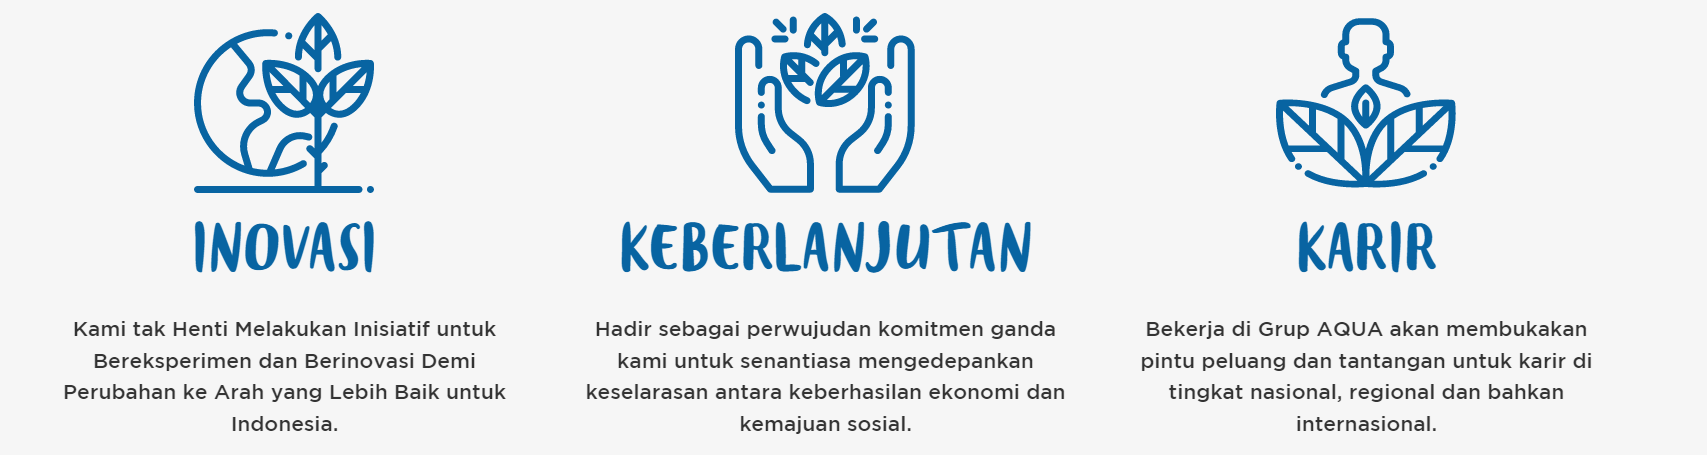 INOVASI
Kami tak Henti Melakukan Inisiatif untuk
Bereksperimen dan Berinovasi Demi
Perubahan ke Arah yang Lebih Baik untuk
Indonesia.
KEBERLANJUTAN
Hadir sebagai perwujudan komitmen ganda
kami untuk senantiasa mengedepankan
keselarasan antara keberhasilan ekonomi dan
kemajuan sosial.
KARIR
Bekerja di Grup AQUA akan membukakan
pintu peluang dan tantangan untuk karir di
tingkat nasional, regional dan bahkan
internasional.